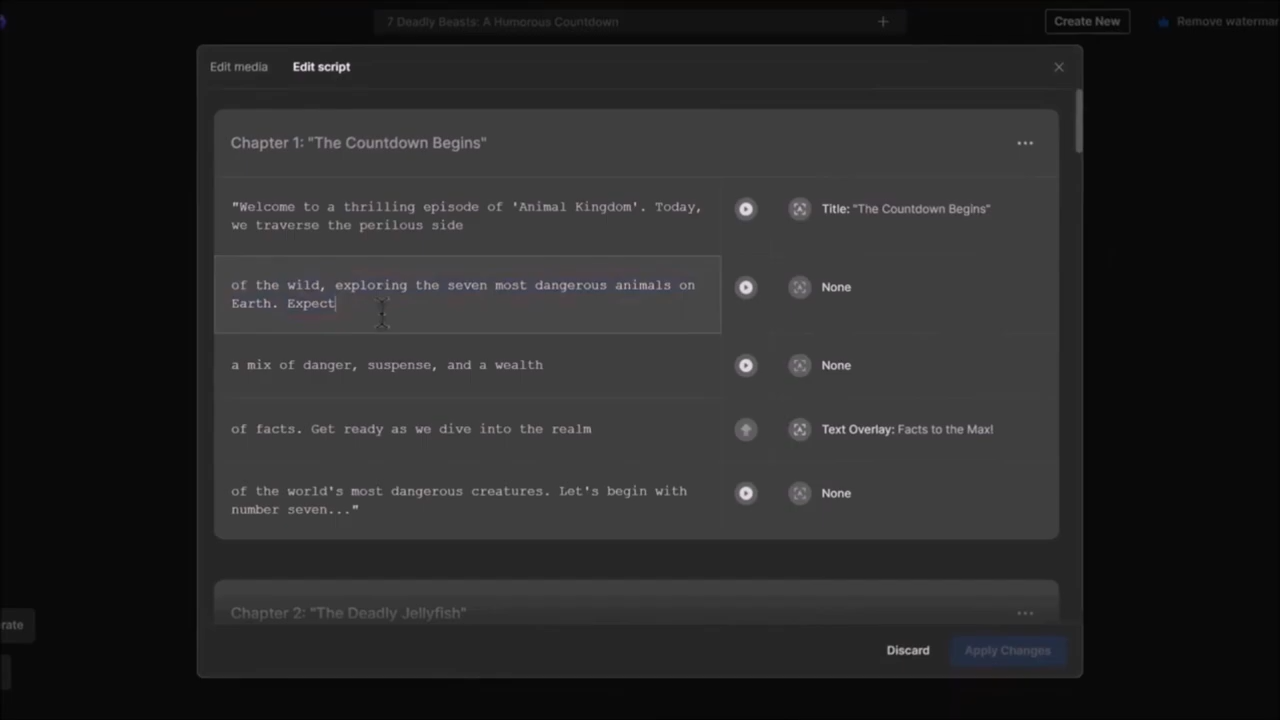 7 Deadly Beasts: A Humorous Countdown +
Create New
Remove
Edit media
Edit script
Chapter 1: "The Countdown Begins"
"Welcome to a thrilling episode of 'Animal Kingdom'. Today,
we traverse the perilous side
Title: "The Countdown Begins"
of the wild, exploring the seven most dangerous animals on
Earth. Expect
None
a mix of danger, suspense, and a wealth
None
of facts. Get ready as we dive into the realm
Text Overlay: Facts to the Max!
of the world's most dangerous creatures. Let's begin with
number seven..."
None
Chapter 2: "The Deadly Jellyfish"
rate
Discard
Apply Changes